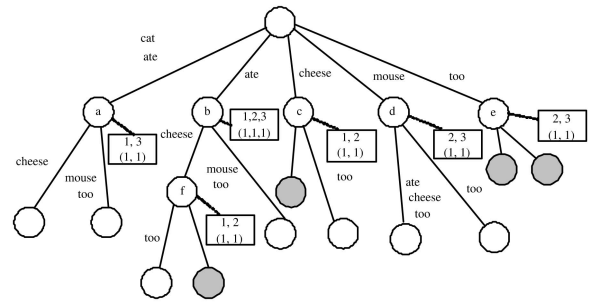 cat
ate
ate
cheese
mouse
too
a
b
c
d
e
1, 3
(1, 1)
1,2,3
(1,1,1)
1, 2
(1, 1)
2, 3
(1, 1)
2, 3
(1, 1)
cheese
mouse
too
cheese
mouse
too
too
ate
cheese
too
too
f
1, 2
(1, 1)
too